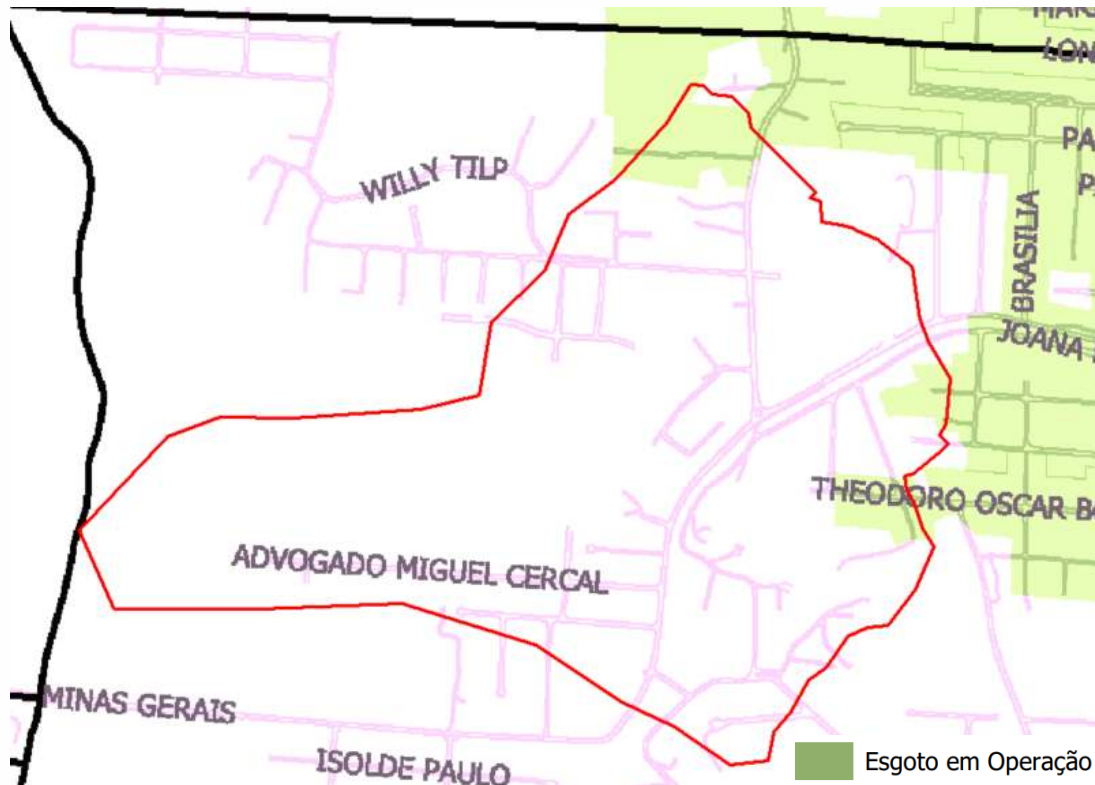 WILLY TILP
BRASILIA
JOANA
THEODORO OSCAR
ADVOGADO MIGUEL CERCAL
MINAS GERAIS
ISOLDE PAULO
Esgoto em Operação